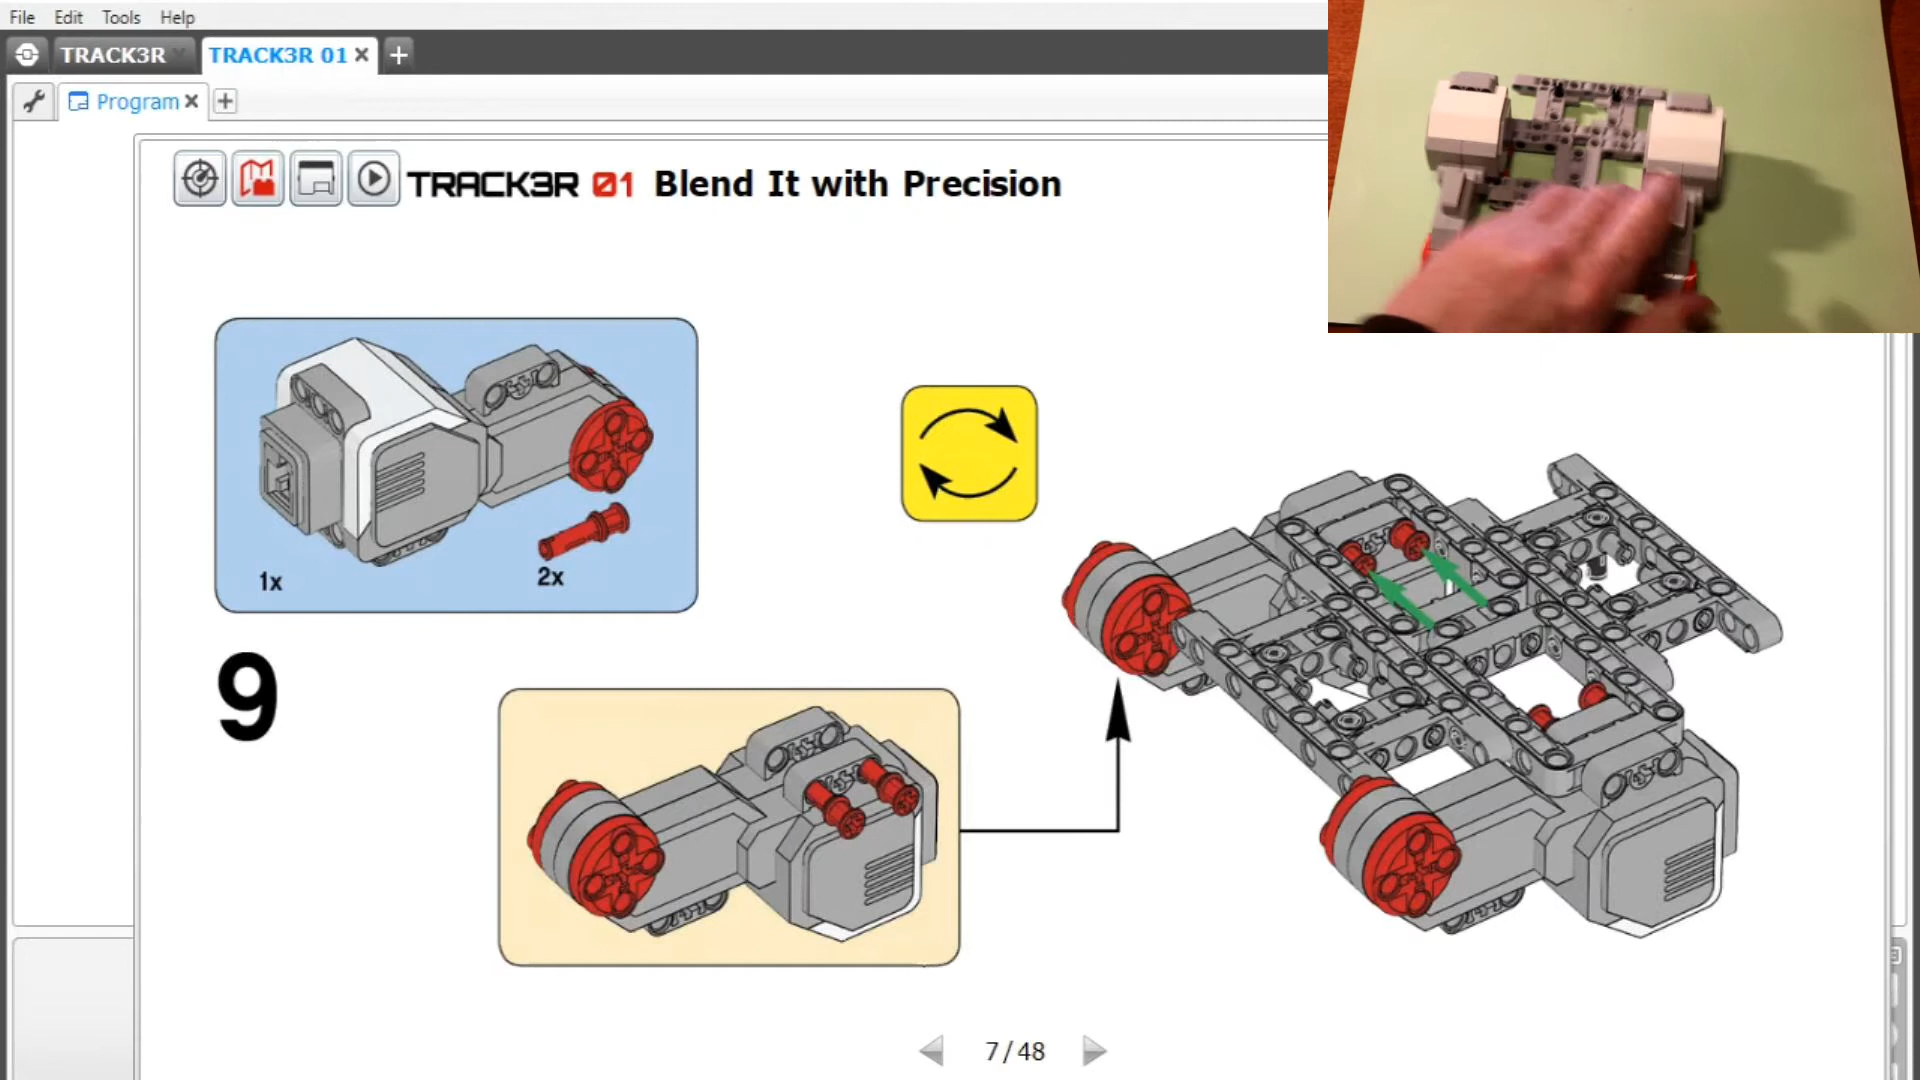 File Edit Tools Help
TRACK3R TRACK3R 01
Program
TRACK3R 01 Blend It with Precision
1x
2x
9
7 / 48